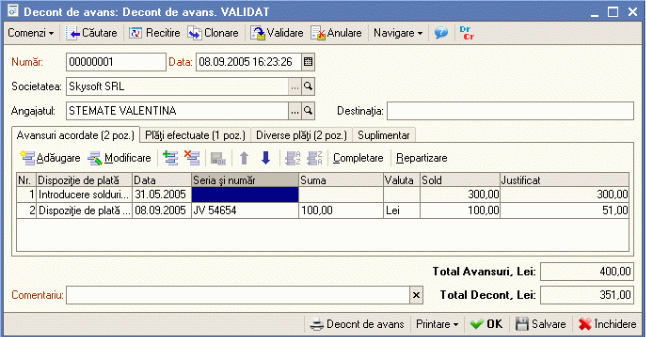 Decont de avans: Decont de avans. VALIDAT
Comenzi Căutare Recitire Clonare Validare Anulare Navigare Dr Cr
Număr: 00000001 Data: 08.09.2005 16:23:26
Societatea: Skysoft SRL ...
Angajatul: STEMATE VALENTINA ... Destinaţia:
Avansuri acordate (2 poz.) Plăţi efectuate (1 poz.) Diverse plăţi (2 poz.) Suplimentar
Adăugare Modificare Completare Repartizare
Nr. Dispoziţie de plată Data Seria şi număr Suma Valuta Sold Justificat
1 Introducere solduri... 31.05.2005 300,00 300,00
2 Dispoziţie de plată ... 08.09.2005 JV 54654 100,00 Lei 100,00 51,00
Total Avansuri, Lei: 400,00
Comentariu: Total Decont, Lei: 351,00
Deocnt de avans Printare OK Salvare Închidere